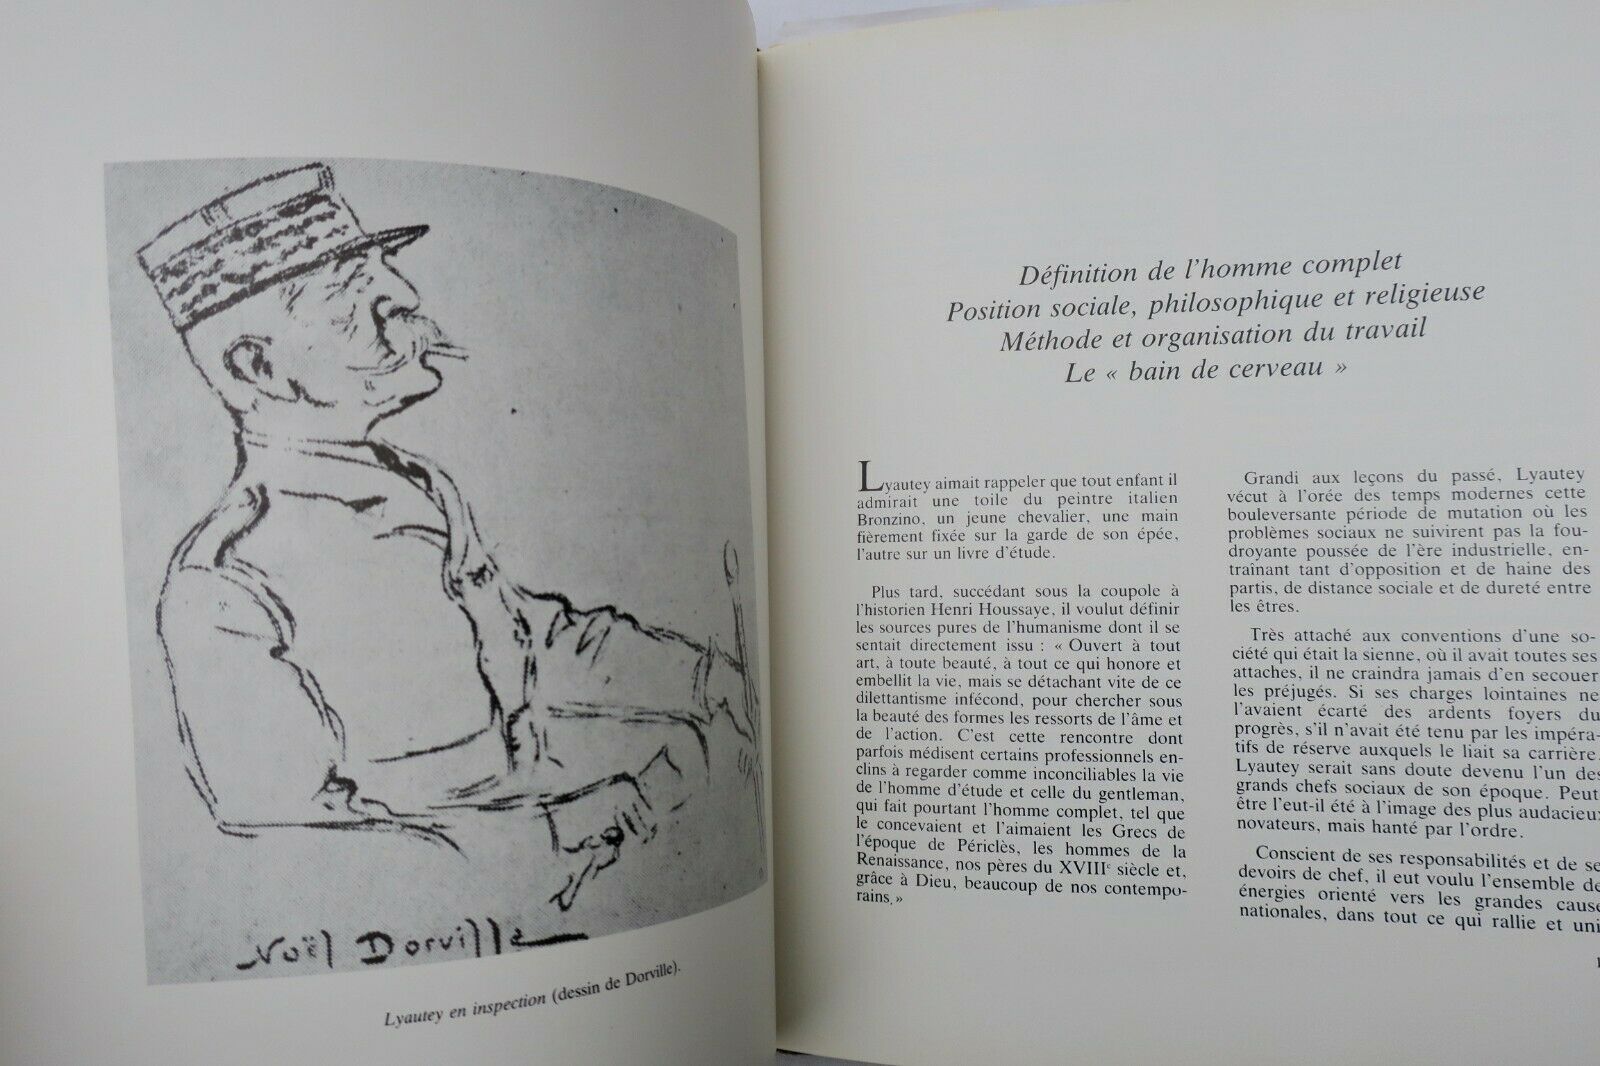 Noël Dorville
Lyautey en inspection (dessin de Dorville).
Définition de l'homme complet
Position sociale, philosophique et religieuse
Méthode et organisation du travail
Le « bain de cerveau »
Lyautey aimait rappeler que tout enfant il
admirait une toile du peintre italien
Bronzino, un jeune chevalier, une main
fièrement fixée sur la garde de son épée,
l'autre sur un livre d'étude.
Plus tard, succédant sous la coupole à
l'historien Henri Houssaye, il voulut définir
les sources pures de l'humanisme dont il se
sentait directement issu : « Ouvert à tout
art, à toute beauté, à tout ce qui honore et
embellit la vie, mais se détachant vite de ce
dilettantisme infécond, pour chercher sous
la beauté des formes les ressorts de l'âme et
de l'action. C'est cette rencontre dont
parfois médisent certains professionnels en-
clins à regarder comme inconciliables la vie
de l'homme d'étude et celle du gentleman,
qui fait pourtant l'homme complet, tel que
le concevaient et l'aimaient les Grecs de
l'époque de Périclès, les hommes de la
Renaissance, nos pères du XVIIIe siècle et,
grâce à Dieu, beaucoup de nos contempo-
rains. »
Grandi aux leçons du passé, Lyautey
vécut à l'orée des temps modernes cette
bouleversante période de mutation où les
problèmes sociaux ne suivirent pas la fou-
droyante poussée de l'ère industrielle, en-
traînant tant d'opposition et de haine des
partis, de distance sociale et de dureté entre
les êtres.
Très attaché aux conventions d'une so-
ciété qui était la sienne, où il avait toutes ses
attaches, il ne craindra jamais d'en secouer
les préjugés. Si ses charges lointaines ne
l'avaient écarté des ardents foyers du
progrès, s'il n'avait été tenu par les impéra-
tifs de réserve auxquels le liait sa carrière,
Lyautey serait sans doute devenu l'un des
grands chefs sociaux de son époque. Peut-
être l'eut-il été à l'image des plus audacieux
novateurs, mais hanté par l'ordre.
Conscient de ses responsabilités et de se
devoirs de chef, il eut voulu l'ensemble de
énergies orienté vers les grandes cause
nationales, dans tout ce qui rallie et uni